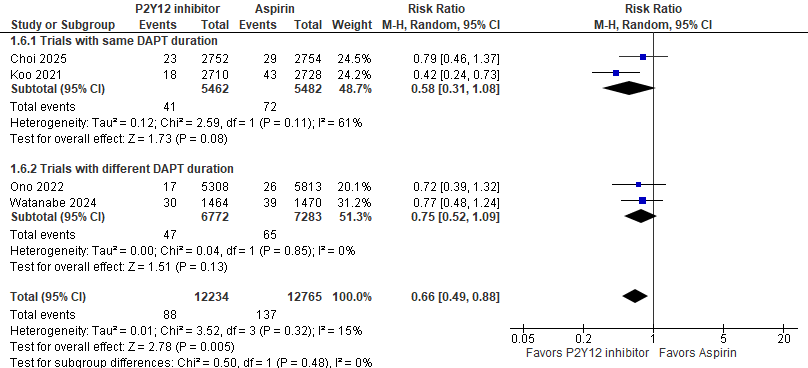 P2Y12 inhibitor Aspirin Risk Ratio Risk Ratio
Study or Subgroup Events Total Events Total Weight M-H, Random, 95% CI M-H, Random, 95% CI
1.6.1 Trials with same DAPT duration
Choi 2025 23 2752 29 2754 24.5% 0.79 [0.46, 1.37]
Koo 2021 18 2710 43 2728 24.2% 0.42 [0.24, 0.73]
Subtotal (95% CI) 5462 5482 48.7% 0.58 [0.31, 1.08]
Total events 41 72
Heterogeneity: Tau² = 0.12; Chi² = 2.59, df = 1 (P = 0.11); I² = 61%
Test for overall effect: Z = 1.73 (P = 0.08)
1.6.2 Trials with different DAPT duration
Ono 2022 17 5308 26 5813 20.1% 0.72 [0.39, 1.32]
Watanabe 2024 30 1464 39 1470 31.2% 0.77 [0.48, 1.24]
Subtotal (95% CI) 6772 7283 51.3% 0.75 [0.52, 1.09]
Total events 47 65
Heterogeneity: Tau² = 0.00; Chi² = 0.04, df = 1 (P = 0.85); I² = 0%
Test for overall effect: Z = 1.51 (P = 0.13)
Total (95% CI) 12234 12765 100.0% 0.66 [0.49, 0.88]
Total events 88 137
Heterogeneity: Tau² = 0.01; Chi² = 3.52, df = 3 (P = 0.32); I² = 15%
Test for overall effect: Z = 2.78 (P = 0.005)
Test for subgroup differences: Chi² = 0.50, df = 1 (P = 0.48), I² = 0%
0.1 0.2 1 5 20
Favors P2Y12 inhibitor Favors Aspirin